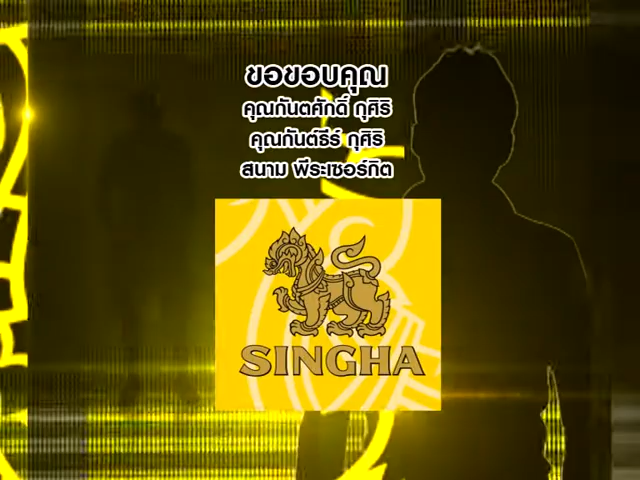 ขอขอบคุณ
คุณกันตศักดิ์ กุศิริ
คุณกันต์ธีร์ กุศิริ
สนาม พีระเซอร์กิต
SINGHA